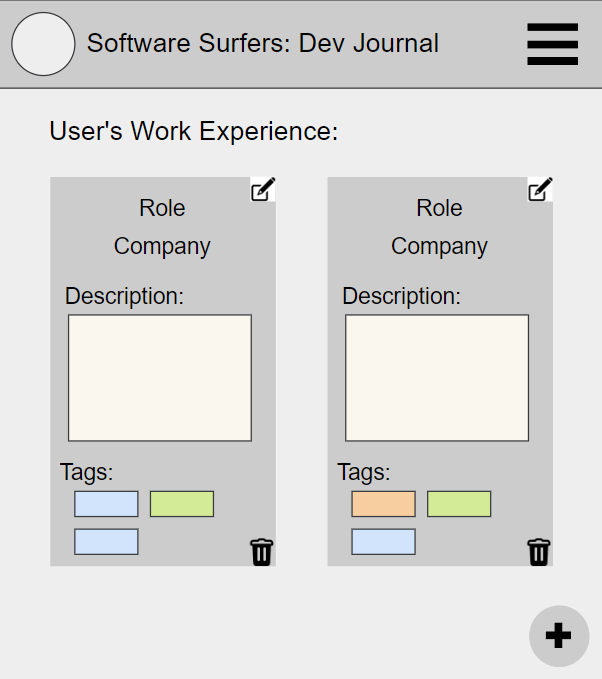 Software Surfers: Dev Journal
User's Work Experience:
Role
Company
Description:
Tags:
Role
Company
Description:
Tags: